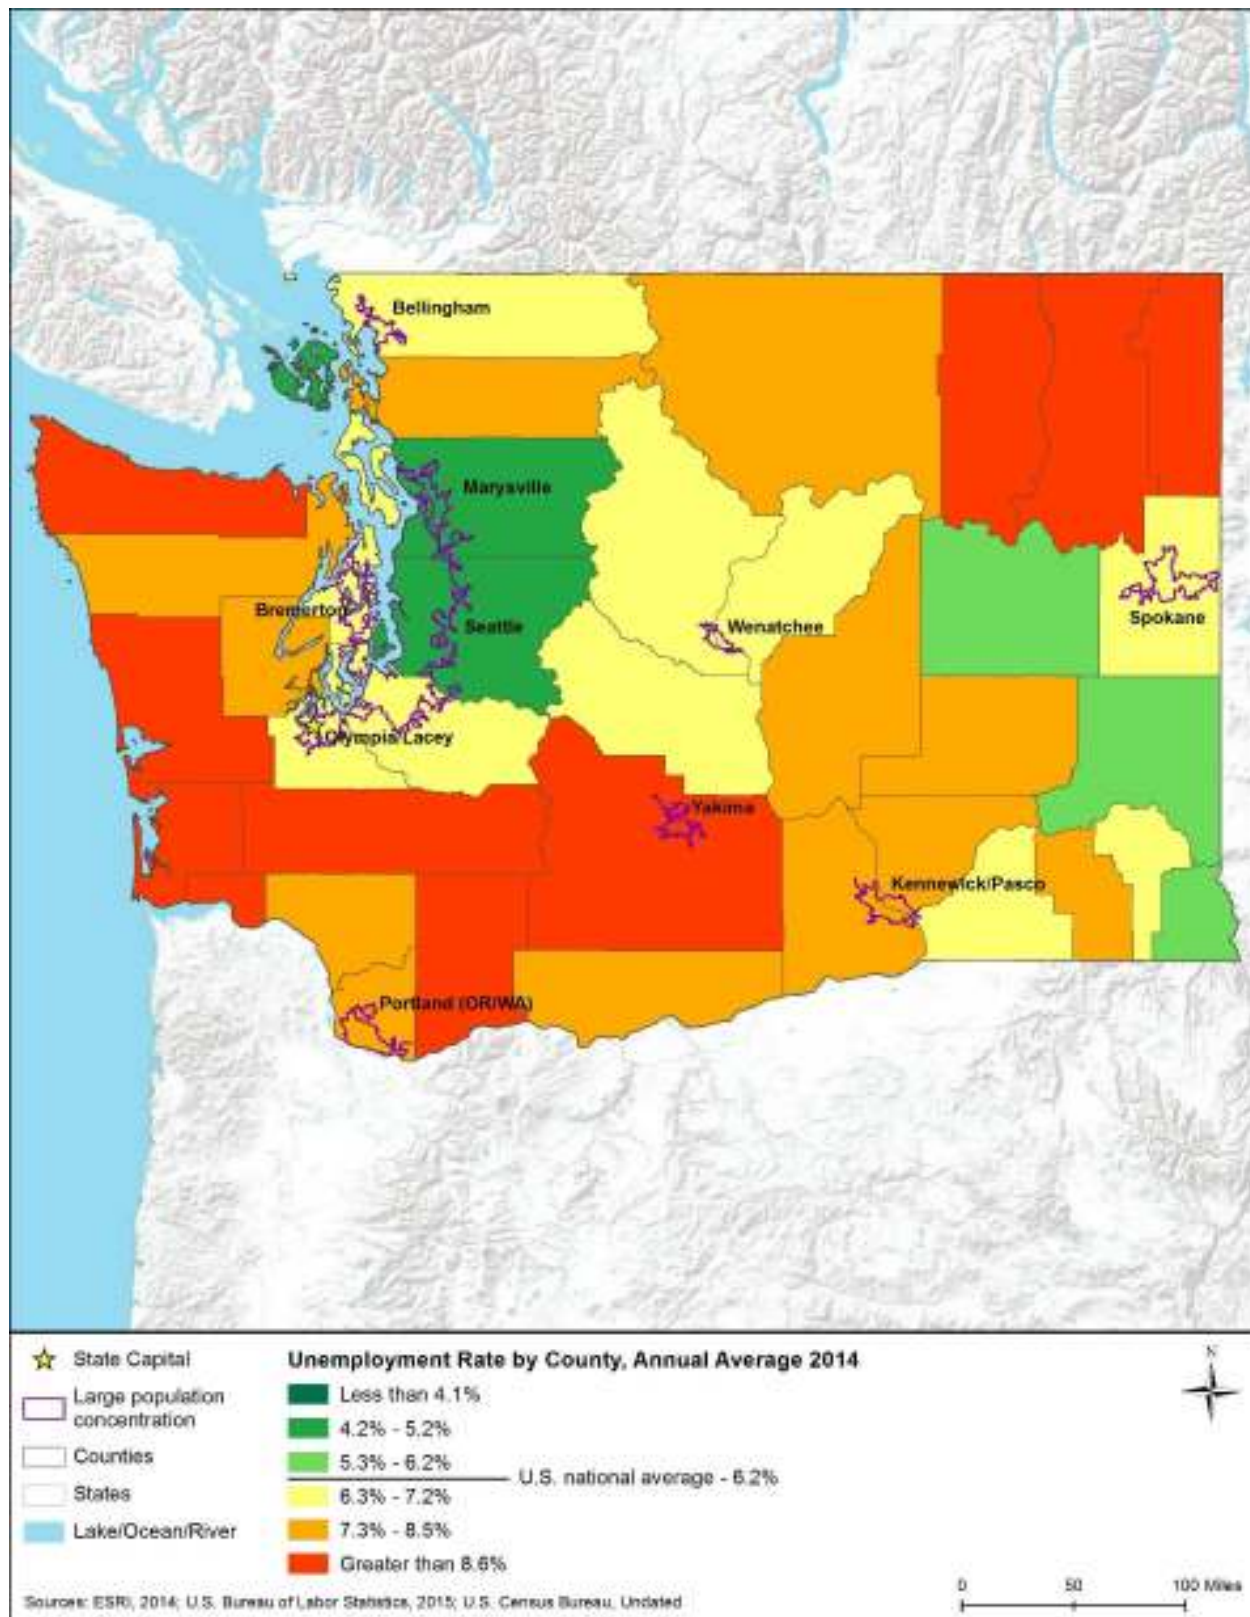 Bellingham
Marysville
Bremerton
Seattle
Wenatchee
Spokane
Olympia/Lacey
Yakima
Kennewick/Pasco
Portland (OR/WA)
State Capital
Large population
concentration
Counties
States
Lake/Ocean/River
Unemployment Rate by County, Annual Average 2014
Less than 4.1%
4.2% - 5.2%
5.3% - 6.2%
U.S. national average - 6.2%
6.3% - 7.2%
7.3% - 8.5%
Greater than 8.6%
N
0 50 100 Miles
Sources: ESRI, 2014; U.S. Bureau of Labor Statistics, 2015; U.S. Census Bureau, Undated